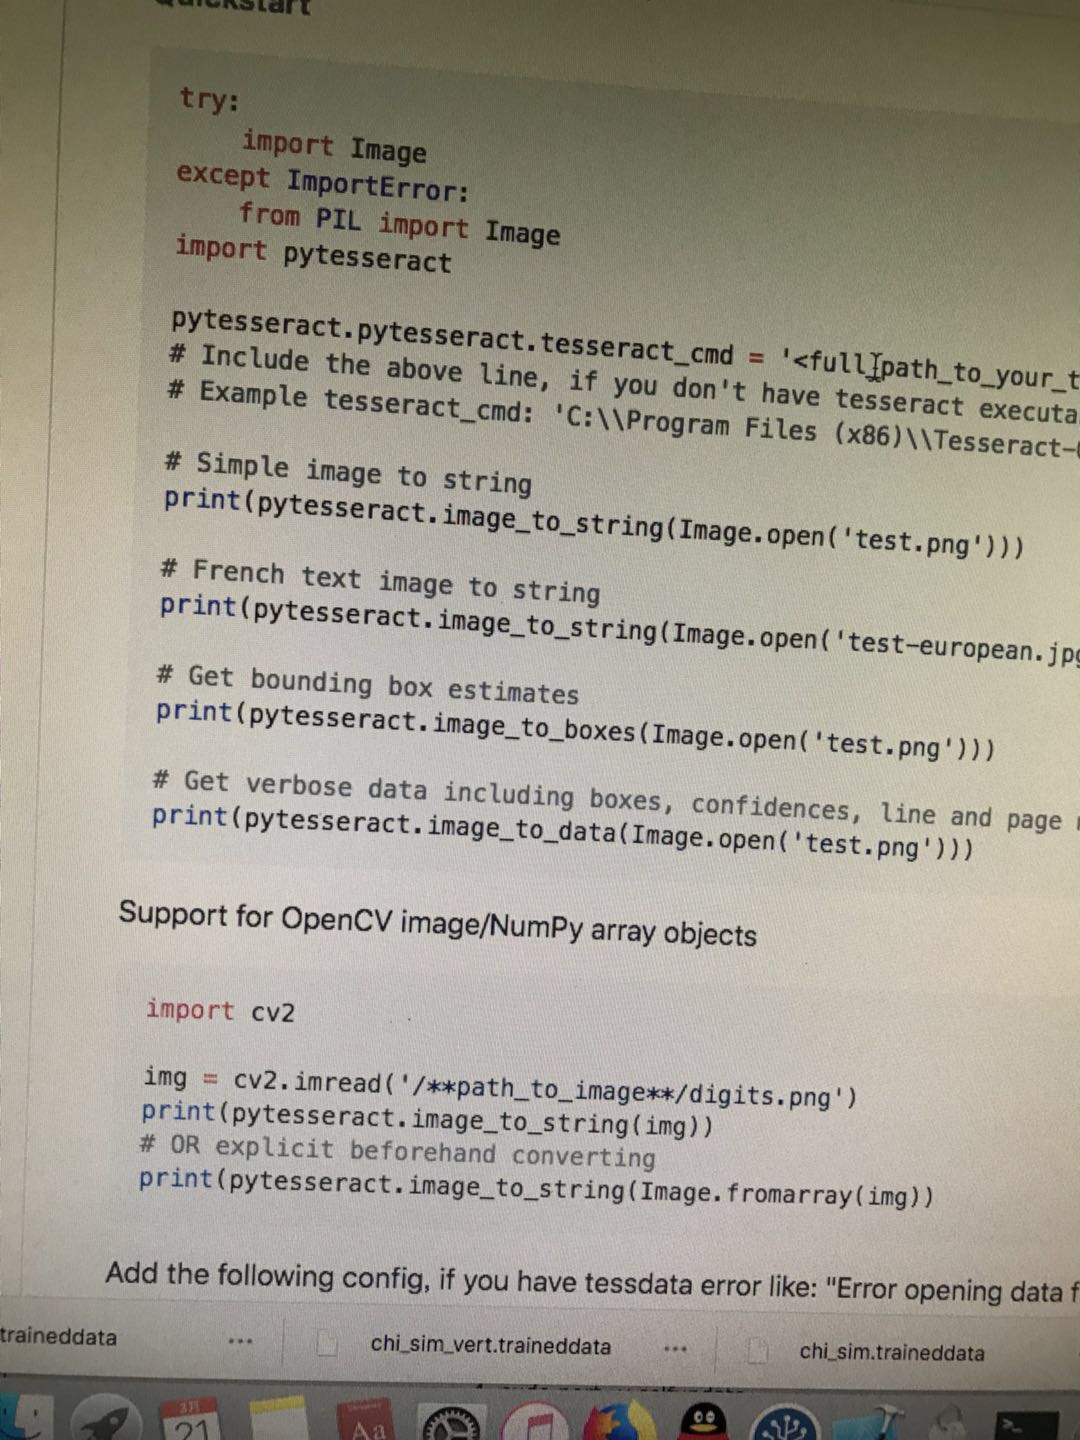 Quickstart
try:
import Image
except ImportError:
from PIL import Image
import pytesseract
pytesseract.pytesseract.tesseract_cmd = '<full_path_to_your_t
# Include the above line, if you don't have tesseract executa
# Example tesseract_cmd: 'C:\\Program Files (x86)\\Tesseract-
# Simple image to string
print(pytesseract.image_to_string(Image.open('test.png')))
# French text image to string
print(pytesseract.image_to_string(Image.open('test-european.jpg
# Get bounding box estimates
print(pytesseract.image_to_boxes(Image.open('test.png')))
# Get verbose data including boxes, confidences, line and page
print(pytesseract.image_to_data(Image.open('test.png')))
Support for OpenCV image/NumPy array objects
import cv2
img = cv2.imread('/**path_to_image**/digits.png')
print(pytesseract.image_to_string(img))
# OR explicit beforehand converting
print(pytesseract.image_to_string(Image.fromarray(img))
Add the following config, if you have tessdata error like: "Error opening data f
traineddata ... chi_sim_vert.traineddata ... chi_sim.traineddata
3月
21
Aa
>_